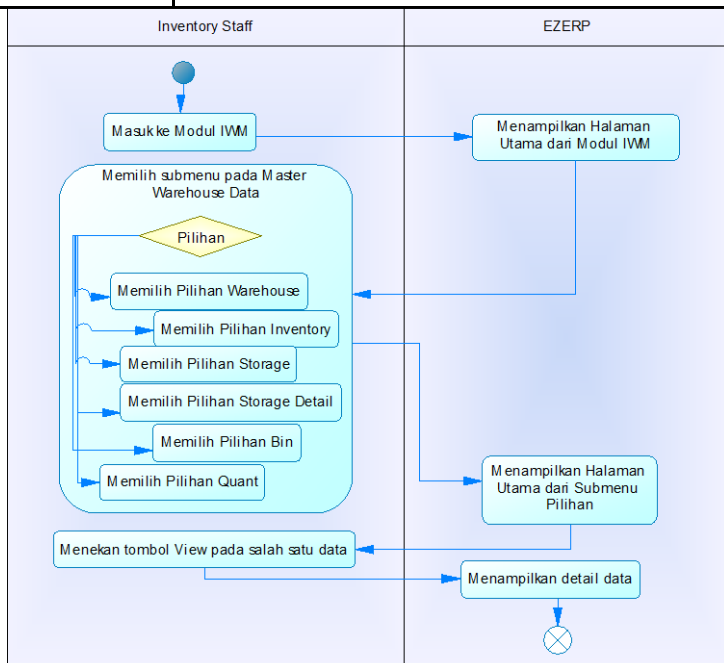 Inventory Staff
EZERP
Masuk ke Modul IWM
Menampilkan Halaman
Utama dari Modul IWM
Memilih submenu pada Master
Warehouse Data
Pilihan
Memilih Pilihan Warehouse
Memilih Pilihan Inventory
Memilih Pilihan Storage
Memilih Pilihan Storage Detail
Memilih Pilihan Bin
Memilih Pilihan Quant
Menampilkan Halaman
Utama dari Submenu
Pilihan
Menekan tombol View pada salah satu data
Menampilkan detail data